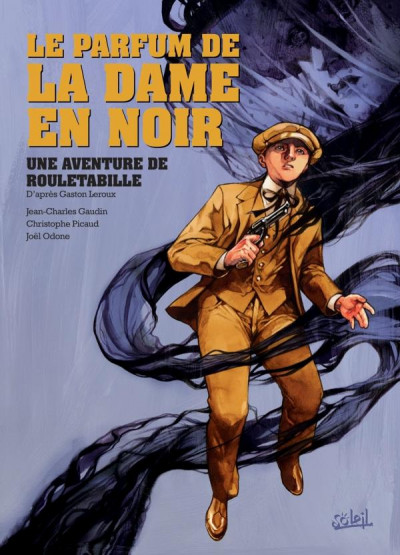 LE PARFUM DE
LA DAME
EN NOIR
UNE AVENTURE DE
ROULETABILLE
D'après Gaston Leroux
Jean-Charles Gaudin
Christophe Picaud
Joël Odone
Soleil